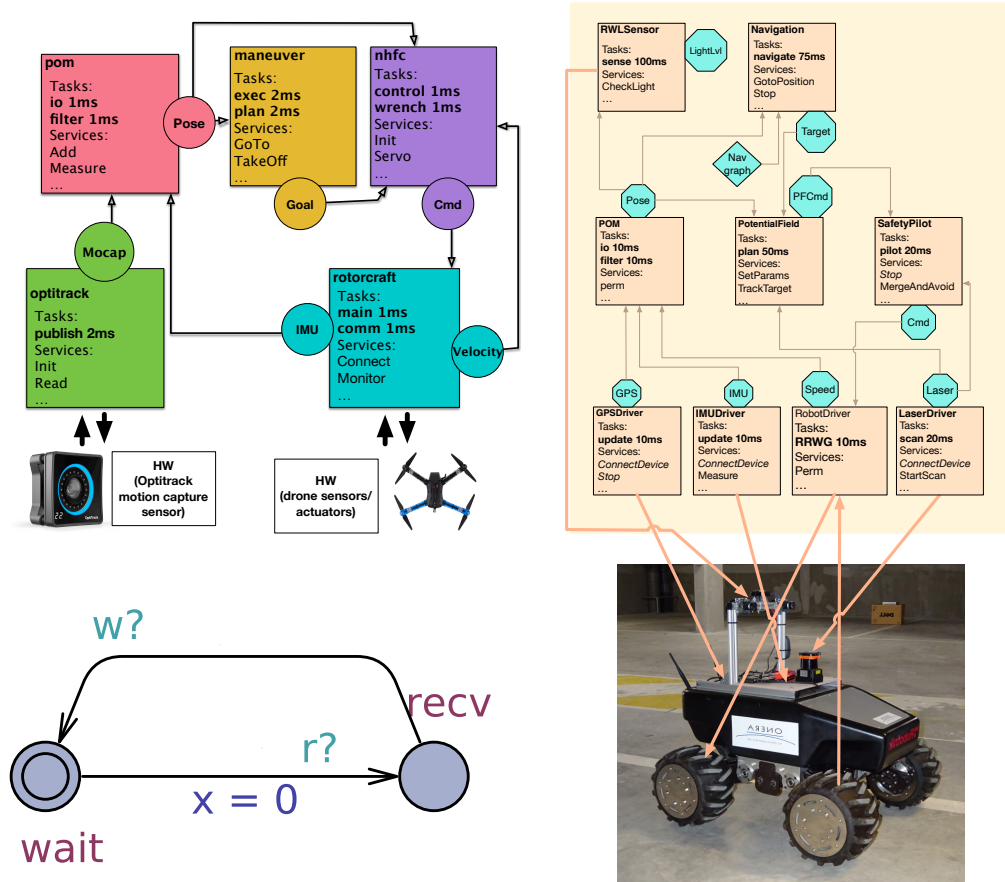 pom
Tasks:
io 1ms
filter 1ms
Services:
Add
Measure
...
Pose
maneuver
Tasks:
exec 2ms
plan 2ms
Services:
GoTo
TakeOff
...
Goal
nhfc
Tasks:
control 1ms
wrench 1ms
Services:
Init
Servo
...
Cmd
Mocap
optitrack
Tasks:
publish 2ms
Services:
Init
Read
...
IMU
rotorcraft
Tasks:
main 1ms
comm 1ms
Services:
Connect
Monitor
...
Velocity
HW
(Optitrack
motion capture
sensor)
HW
(drone sensors/
actuators)
RWLSensor
Tasks:
sense 100ms
Services:
CheckLight
...
LightLvl
Navigation
Tasks:
navigate 75ms
Services:
GotoPosition
Stop
...
Target
Nav
graph
Pose
PFCmd
POM
Tasks:
io 10ms
filter 10ms
Services:
perm
...
PotentialField
Tasks:
plan 50ms
Services:
SetParams
TrackTarget
...
SafetyPilot
Tasks:
pilot 20ms
Services:
Stop
MergeAndAvoid
...
Cmd
GPS
IMU
Speed
Laser
GPSDriver
Tasks:
update 10ms
Services:
ConnectDevice
Stop
...
IMUDriver
Tasks:
update 10ms
Services:
ConnectDevice
Measure
...
RobotDriver
Tasks:
RRWG 10ms
Services:
Perm
...
LaserDriver
Tasks:
scan 20ms
Services:
ConnectDevice
StartScan
...
w?
recv
r?
x = 0
wait
ONERA